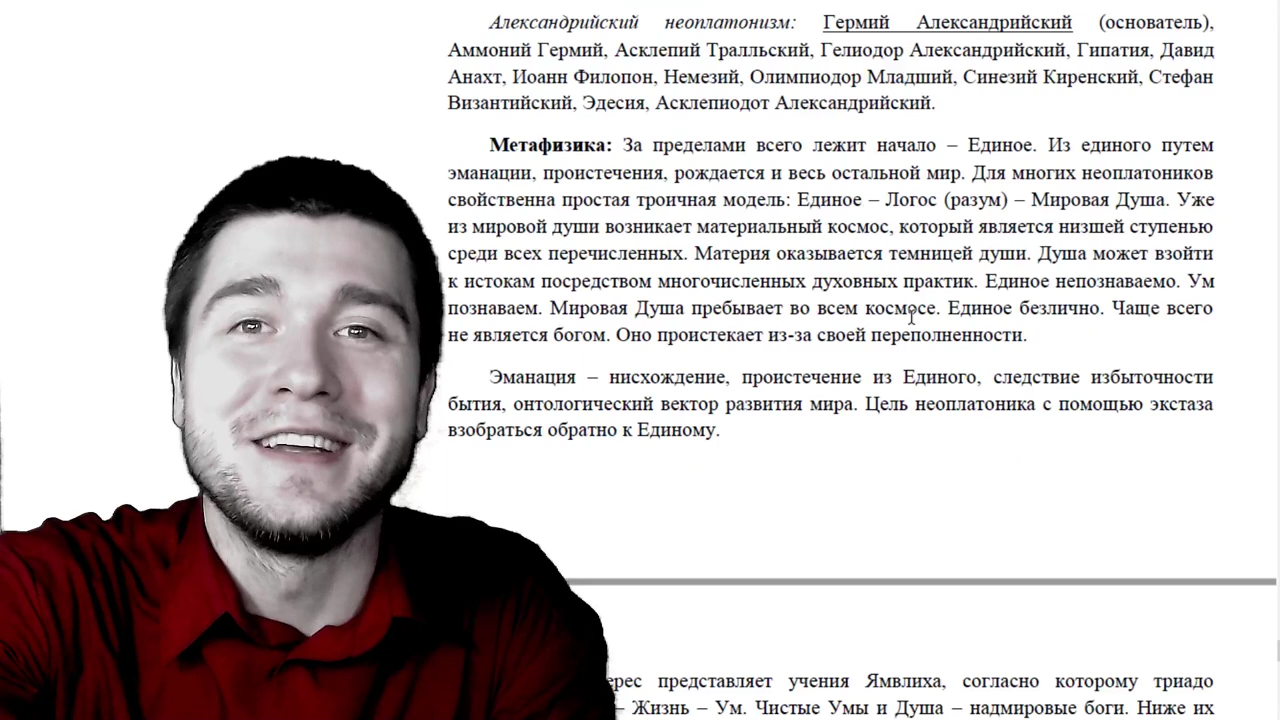 Александрийский неоплатонизм: Гермий Александрийский (основатель),
Аммоний Гермий, Асклепий Тралльский, Гелиодор Александрийский, Гипатия, Давид
Анахт, Иоанн Филопон, Немезий, Олимпиодор Младший, Синезий Киренский, Стефан
Византийский, Эдесия, Асклепиодот Александрийский.
Метафизика: За пределами всего лежит начало – Единое. Из единого путем
эманации, проистечения, рождается и весь остальной мир. Для многих неоплатоников
свойственна простая троичная модель: Единое – Логос (разум) – Мировая Душа. Уже
из мировой души возникает материальный космос, который является низшей ступенью
среди всех перечисленных. Материя оказывается темницей души. Душа может взойти
к истокам посредством многочисленных духовных практик. Единое непознаваемо. Ум
познаваем. Мировая Душа пребывает во всем космосе. Единое безлично. Чаще всего
не является богом. Оно проистекает из-за своей переполненности.
Эманация – нисхождение, проистечение из Единого, следствие избыточности
бытия, онтологический вектор развития мира. Цель неоплатоника с помощью экстаза
взобраться обратно к Единому.
представляет учения Ямвлиха, согласно которому триадо
– Жизнь – Ум. Чистые Умы и Душа – надмировые боги. Ниже их